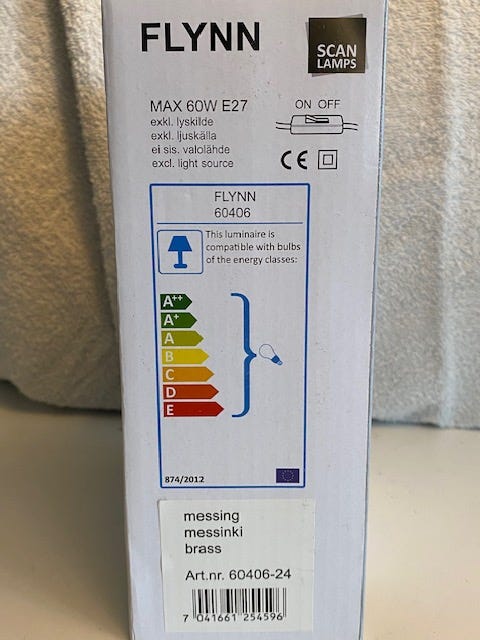 FLYNN
SCAN
LAMPS
MAX 60W E27
exkl. lyskilde
exkl. ljuskälla
ei sis. valolähde
excl. light source
ON OFF
CE
FLYNN
60406
This luminaire is
compatible with bulbs
of the energy classes:
A++
A+
A
B
C
D
E
874/2012
messing
messinki
brass
Art.nr. 60406-24
7 041661 254596